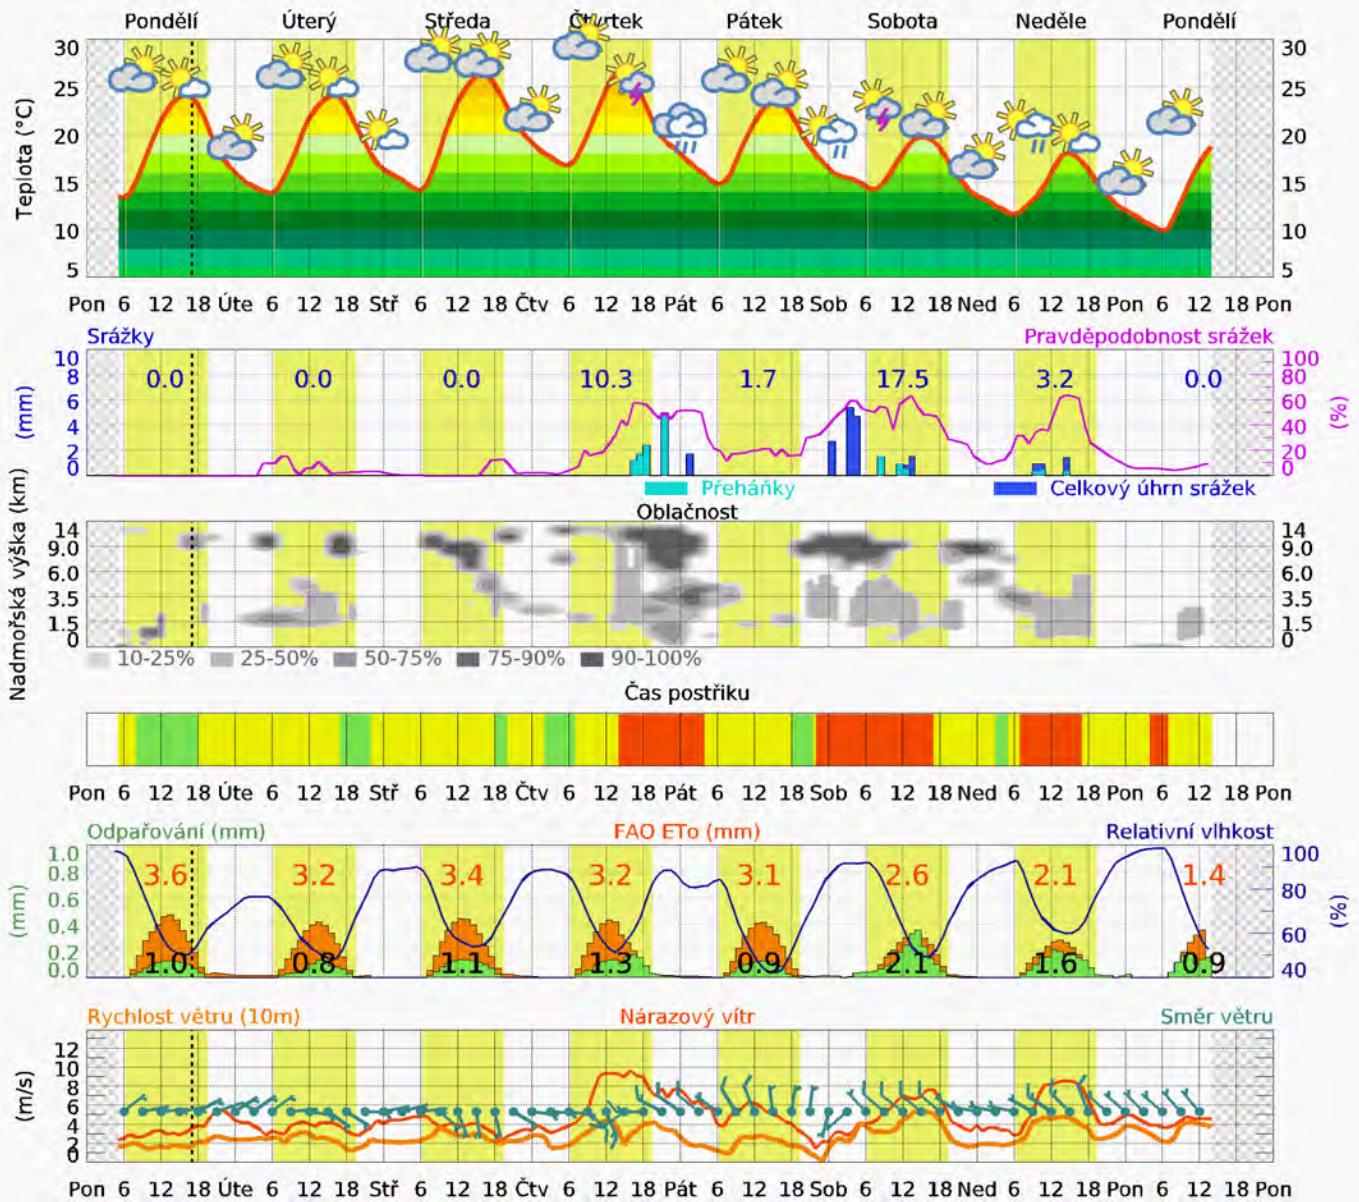 Pondělí Úterý Středa Čtvrtek Pátek Sobota Neděle Pondělí
Teplota (°C)
30 30
25 25
20 20
15 15
10 10
5 5
Pon 6 12 18 Úte 6 12 18 Stř 6 12 18 Čtv 6 12 18 Pát 6 12 18 Sob 6 12 18 Ned 6 12 18 Pon 6 12 18 Pon
Srážky Pravděpodobnost srážek
(mm) (%)
10 100
8 80
6 60
4 40
2 20
0 0
0.0 0.0 0.0 10.3 1.7 17.5 3.2 0.0
Přeháňky Celkový úhrn srážek
Oblačnost
Nadmořská výška (km)
14 14
9.0 9.0
6.0 6.0
3.5 3.5
1.5 1.5
0 0
10-25% 25-50% 50-75% 75-90% 90-100%
Čas postřiku
Pon 6 12 18 Úte 6 12 18 Stř 6 12 18 Čtv 6 12 18 Pát 6 12 18 Sob 6 12 18 Ned 6 12 18 Pon 6 12 18 Pon
Odpařování (mm) FAO ETo (mm) Relativní vlhkost
(mm) (%)
1.0 100
0.8 80
0.6
0.4 60
0.2
0.0 40
3.6 3.2 3.4 3.2 3.1 2.6 2.1 1.4
1.0 0.8 1.1 1.3 0.9 2.1 1.6 0.9
Rychlost větru (10m) Nárazový vítr Směr větru
(m/s)
12
10
8
6
4
2
0
Pon 6 12 18 Úte 6 12 18 Stř 6 12 18 Čtv 6 12 18 Pát 6 12 18 Sob 6 12 18 Ned 6 12 18 Pon 6 12 18 Pon